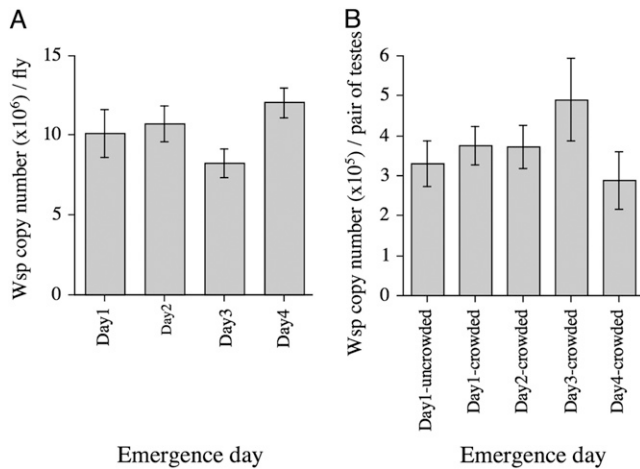 A
Wsp copy number (x10⁶) / fly
15
10
5
0
Day1
Day2
Day3
Day4
Emergence day
B
Wsp copy number (x10⁵) / pair of testes
6
5
4
3
2
1
0
Day1-uncrowded
Day1-crowded
Day2-crowded
Day3-crowded
Day4-crowded
Emergence day